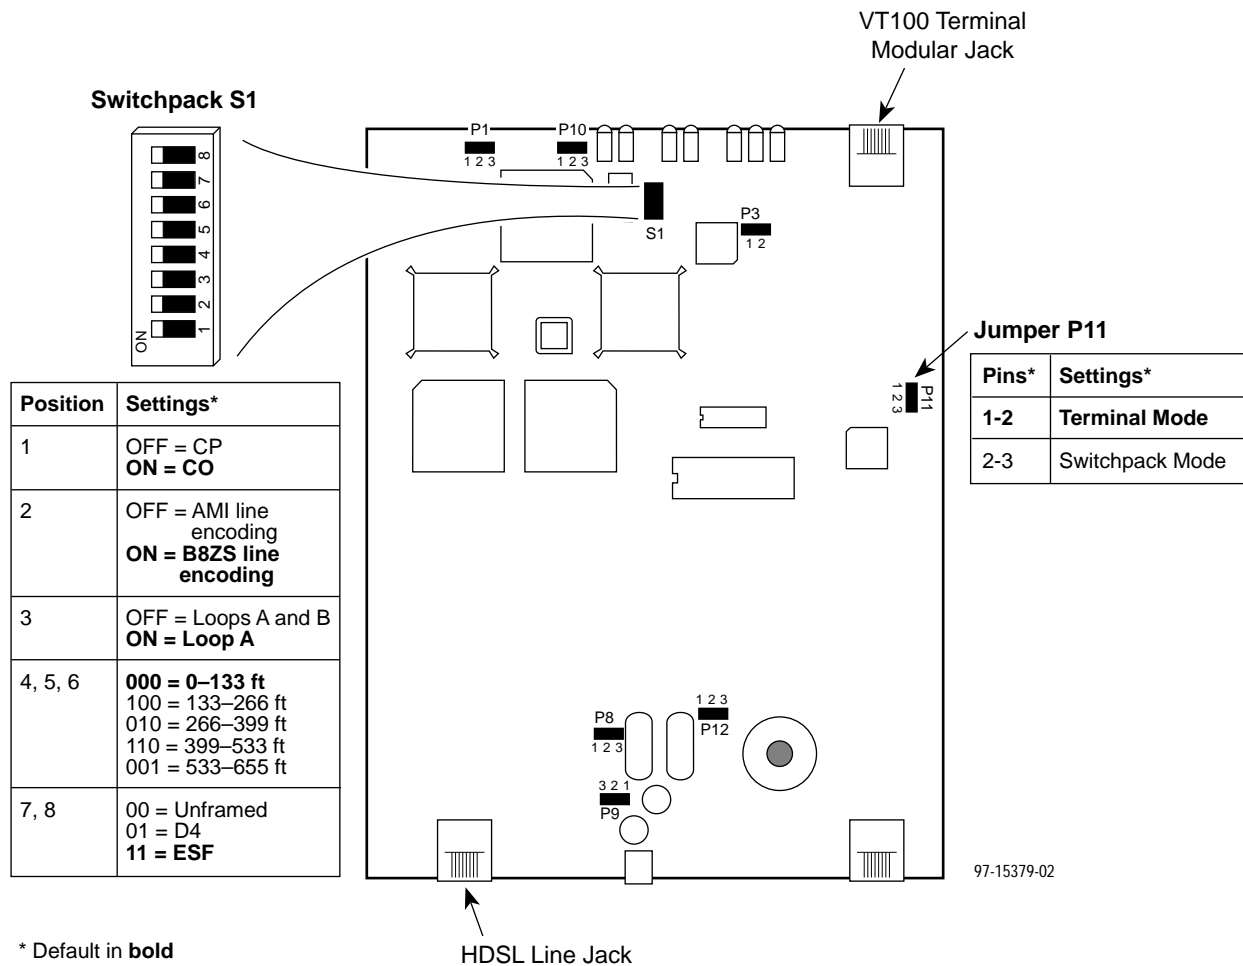 VT100 Terminal
Modular Jack
Switchpack S1
8
7
6
5
4
3
2
1
ON
P1
1 2 3
P10
1 2 3
S1
P3
1 2
Jumper P11
1 2 3
P11
Pins* Settings*
1-2 Terminal Mode
2-3 Switchpack Mode
Position Settings*
1 OFF = CP
ON = CO
2 OFF = AMI line
encoding
ON = B8ZS line
encoding
3 OFF = Loops A and B
ON = Loop A
4, 5, 6 000 = 0–133 ft
100 = 133–266 ft
010 = 266–399 ft
110 = 399–533 ft
001 = 533–655 ft
7, 8 00 = Unframed
01 = D4
11 = ESF
P8
1 2 3
1 2 3
P12
3 2 1
P9
97-15379-02
* Default in bold
HDSL Line Jack